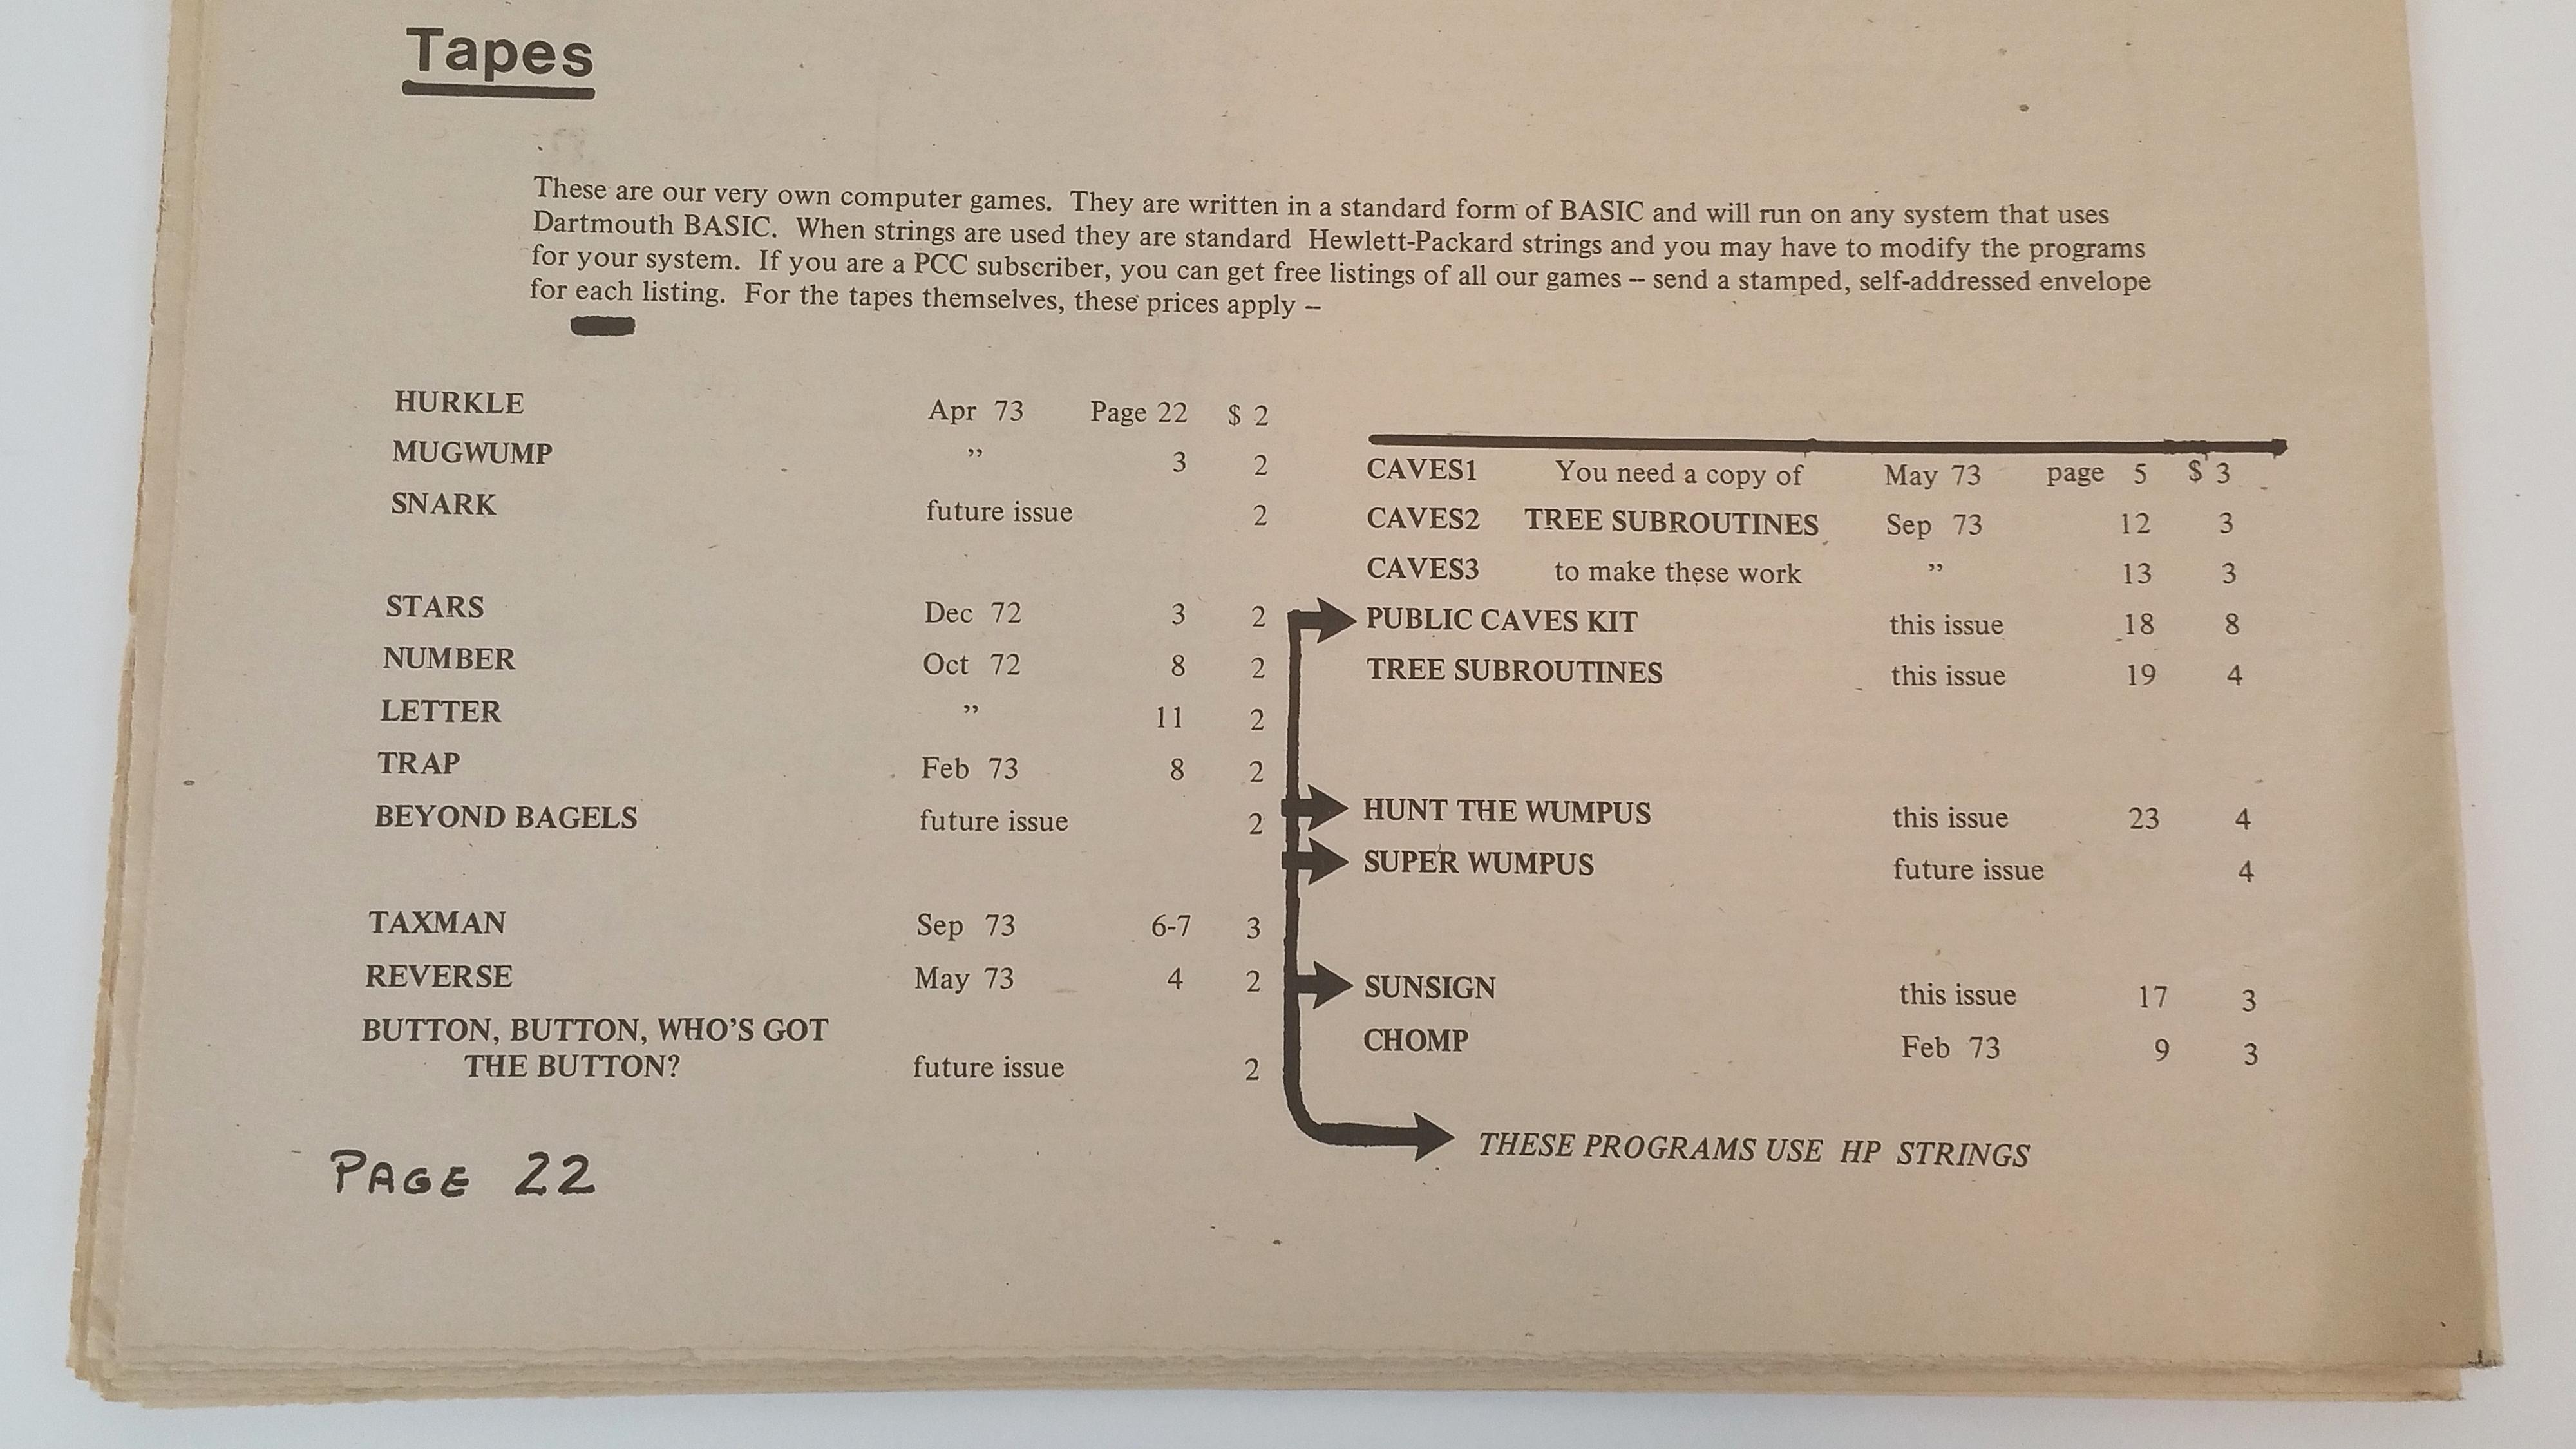 Tapes
These are our very own computer games. They are written in a standard form of BASIC and will run on any system that uses
Dartmouth BASIC. When strings are used they are standard Hewlett-Packard strings and you may have to modify the programs
for your system. If you are a PCC subscriber, you can get free listings of all our games -- send a stamped, self-addressed envelope
for each listing. For the tapes themselves, these prices apply –
HURKLE Apr 73 Page 22 $ 2
MUGWUMP ” 3 2
SNARK future issue 2
STARS Dec 72 3 2
NUMBER Oct 72 8 2
LETTER ” 11 2
TRAP Feb 73 8 2
BEYOND BAGELS future issue 2
TAXMAN Sep 73 6-7 3
REVERSE May 73 4 2
BUTTON, BUTTON, WHO’S GOT
THE BUTTON? future issue 2
CAVES1 You need a copy of May 73 page 5 $ 3
CAVES2 TREE SUBROUTINES Sep 73 12 3
CAVES3 to make these work ” 13 3
PUBLIC CAVES KIT this issue 18 8
TREE SUBROUTINES this issue 19 4
HUNT THE WUMPUS this issue 23 4
SUPER WUMPUS future issue 4
SUNSIGN this issue 17 3
CHOMP Feb 73 9 3
THESE PROGRAMS USE HP STRINGS
PAGE 22